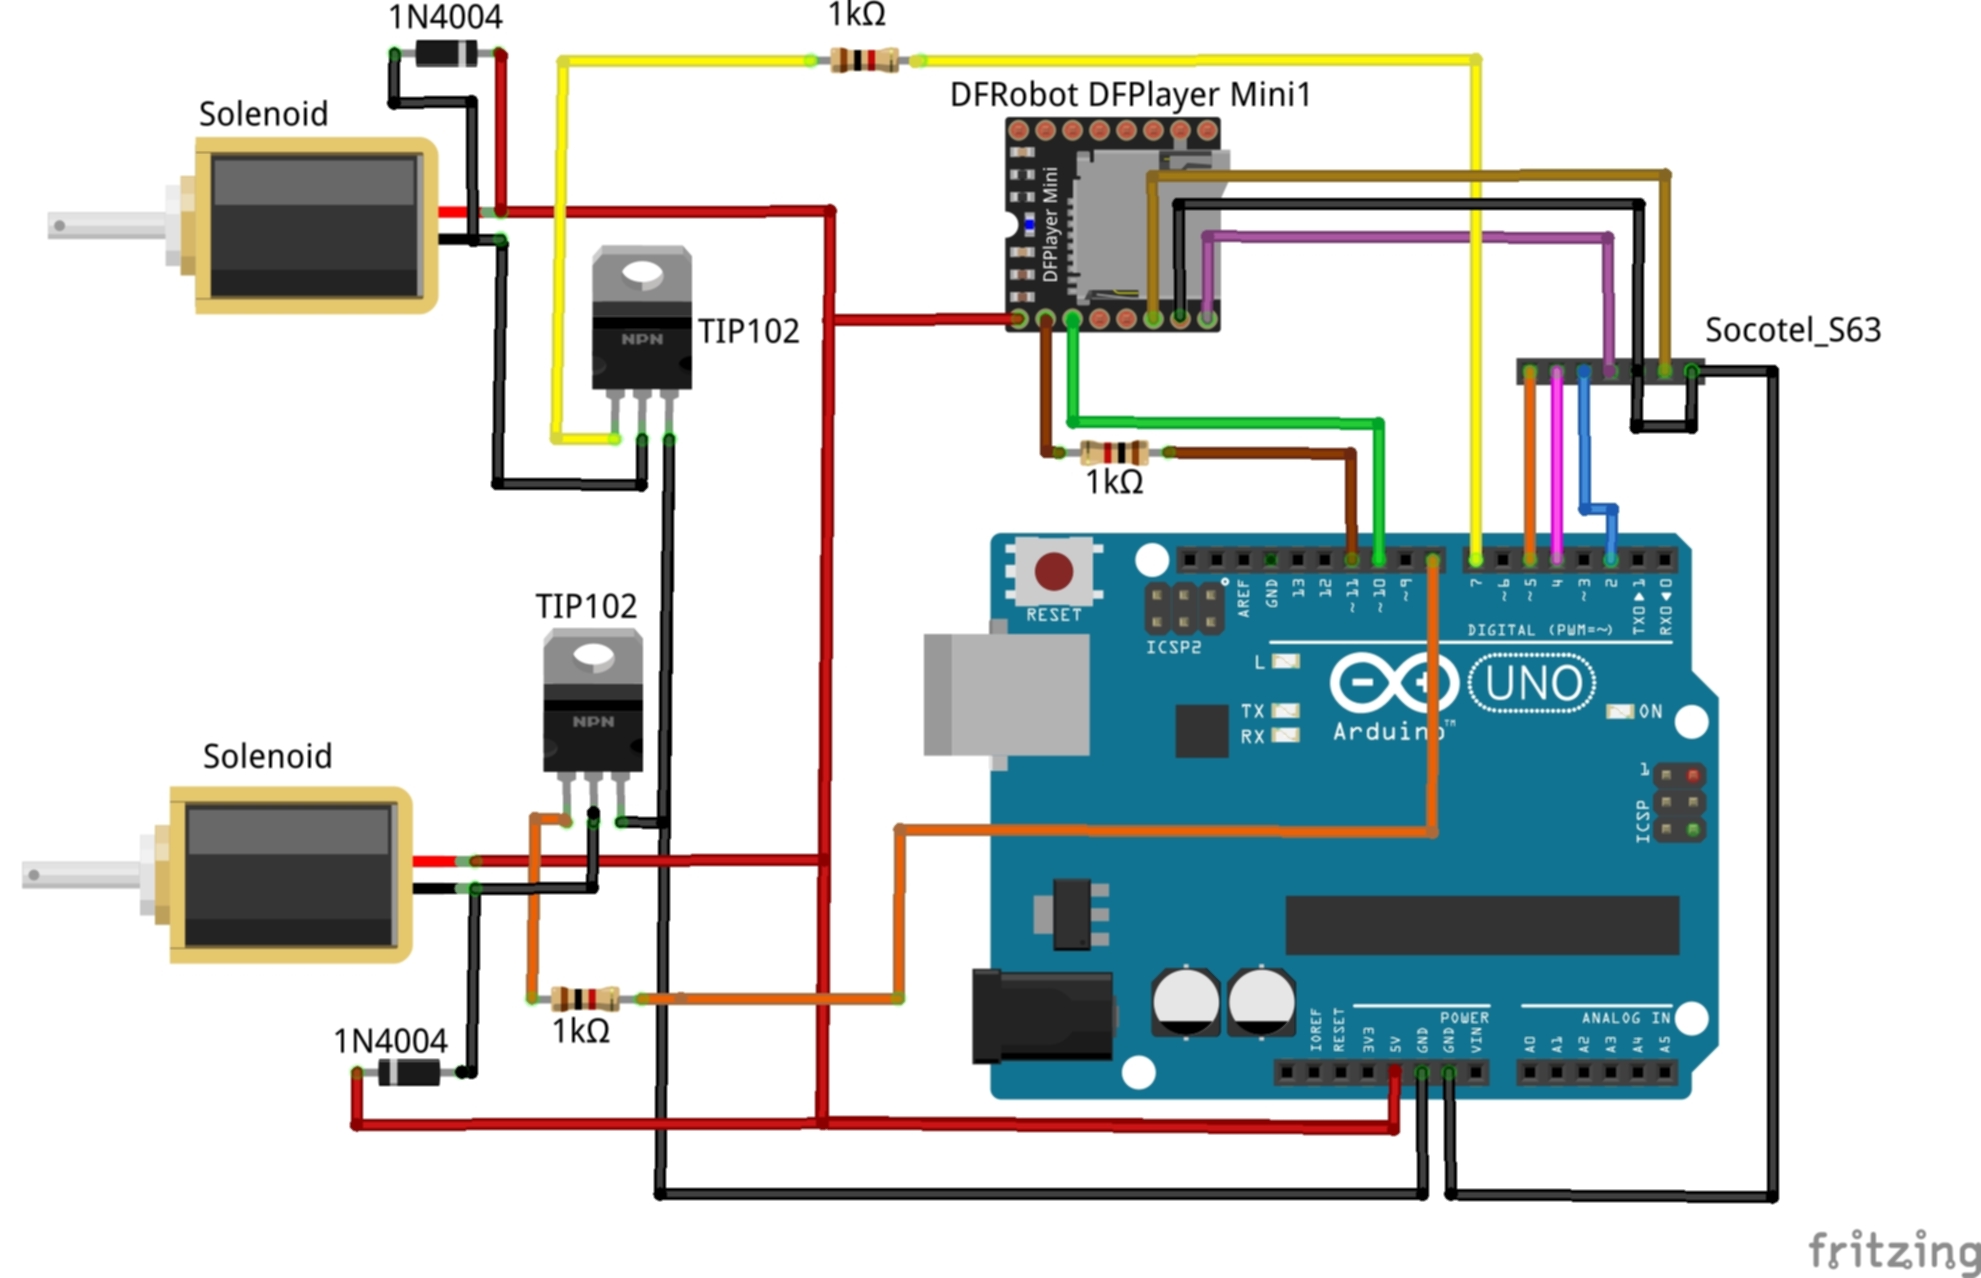 1N4004
1kΩ
DFRobot DFPlayer Mini1
Solenoid
DFPlayer Mini
NPN
TIP102
Socotel_S63
1kΩ
RESET
ICSP2
AREF
GND
13
12
~11
~10
~9
7
~6
~5
4
~3
2
TX0▶1
RX0◀0
DIGITAL (PWM=~)
TIP102
NPN
L
TX
RX
UNO
Arduino™
ON
Solenoid
1
ICSP
1kΩ
1N4004
IOREF
RESET
3V3
5V
GND
GND
VIN
POWER
ANALOG IN
A0
A1
A2
A3
A4
A5
fritzing